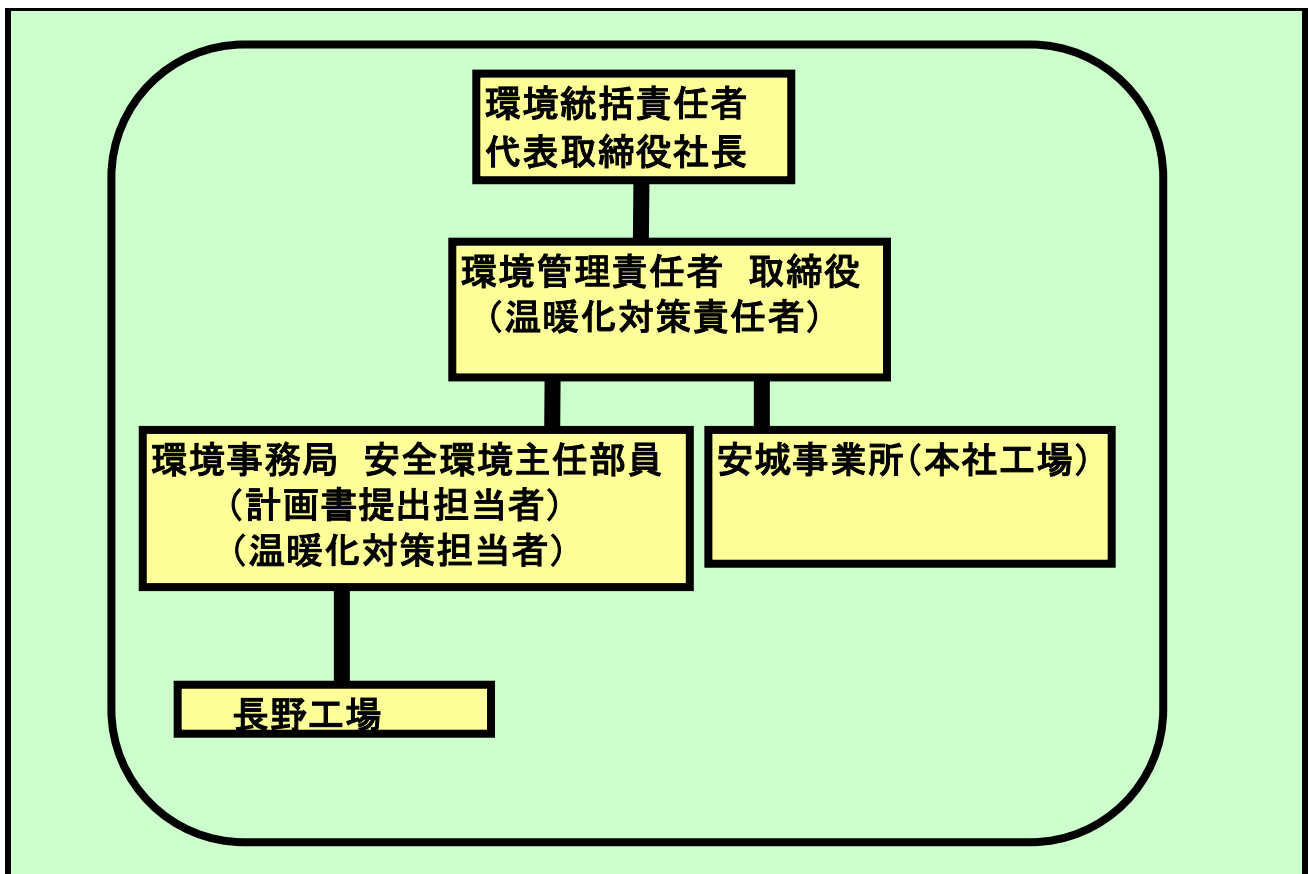 環境統括責任者
代表取締役社長
環境管理責任者　取締役
（温暖化対策責任者）
環境事務局　安全環境主任部員
（計画書提出担当者）
（温暖化対策担当者）
安城事業所（本社工場）
長野工場